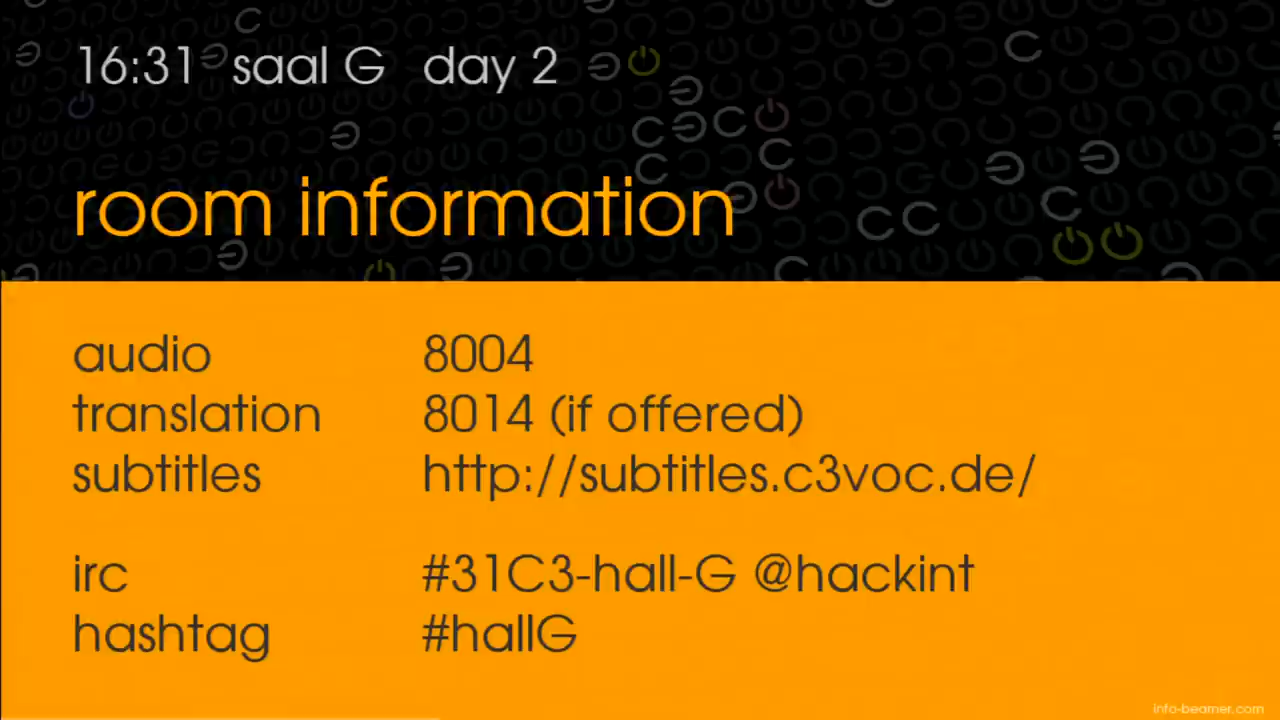 16:31 saal G day 2
room information
audio 8004
translation 8014 (if offered)
subtitles http://subtitles.c3voc.de/
irc #31C3-hall-G @hackint
hashtag #hallG
info-beamer.com